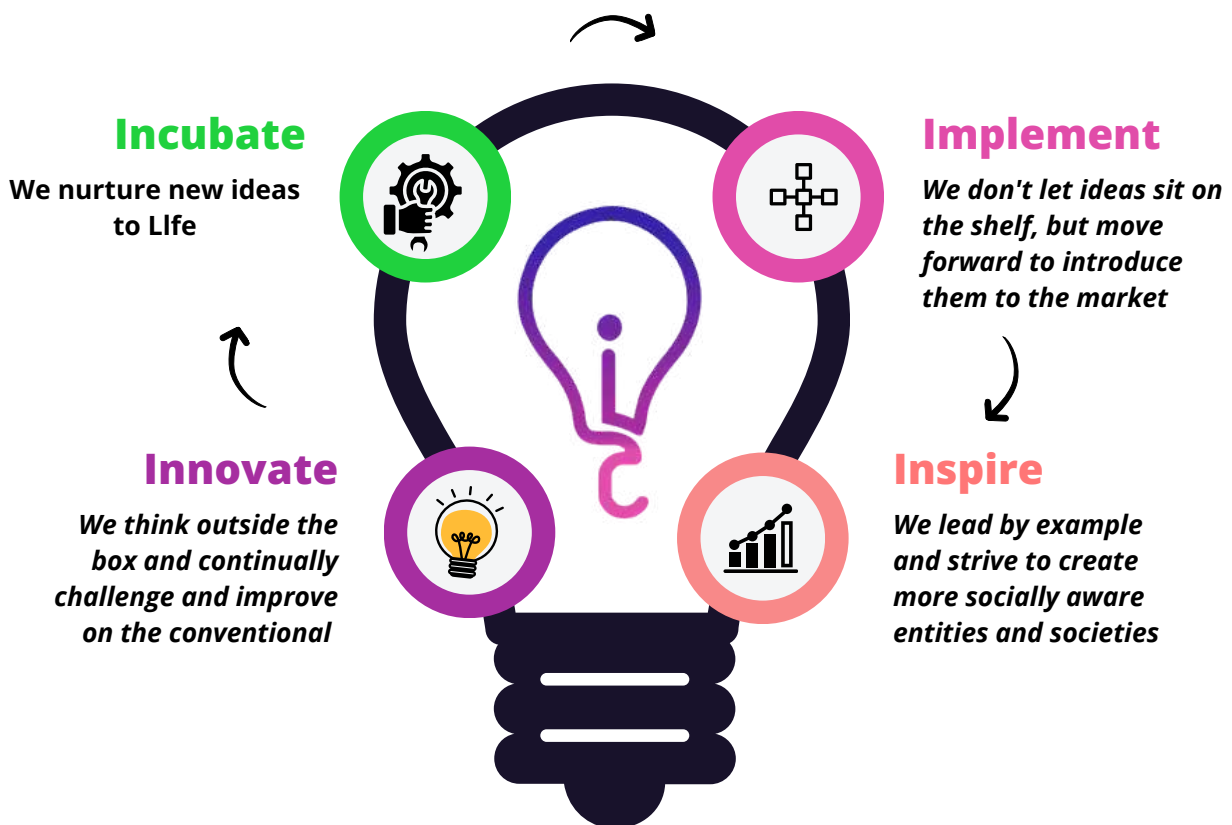 Incubate
We nurture new ideas
to LIfe
Implement
We don't let ideas sit on
the shelf, but move
forward to introduce
them to the market
Innovate
We think outside the
box and continually
challenge and improve
on the conventional
Inspire
We lead by example
and strive to create
more socially aware
entities and societies